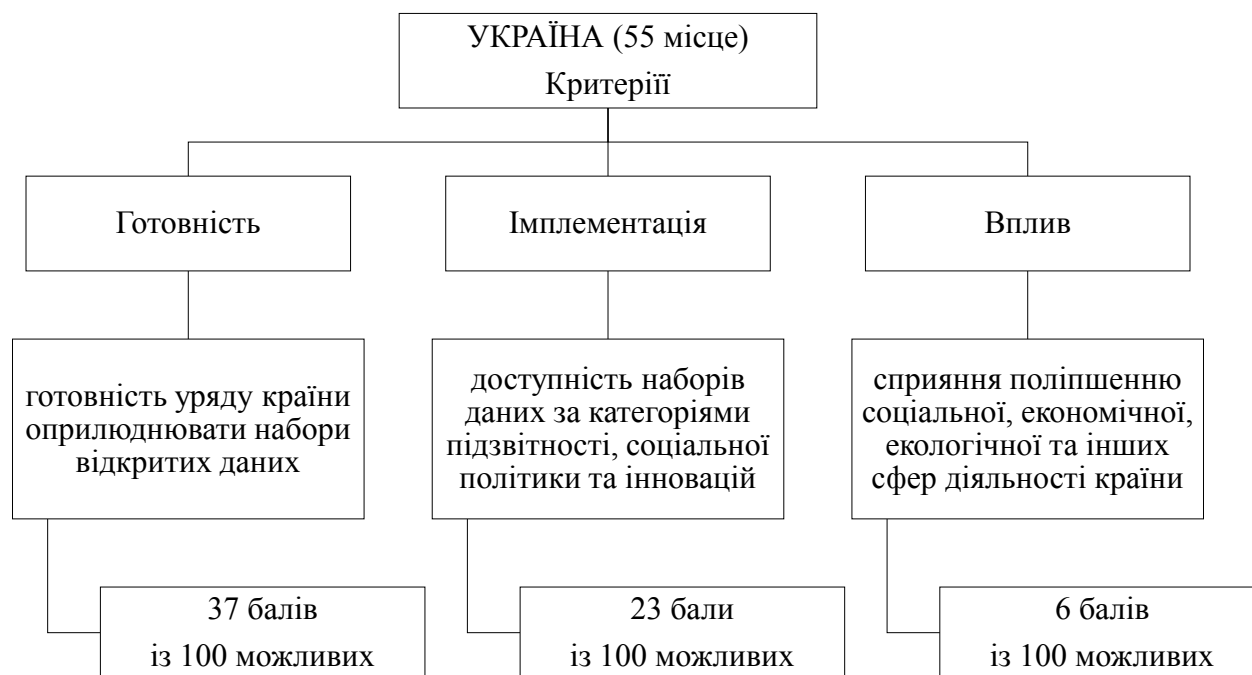 УКРАЇНА (55 місце)
Критеріїї
Готовність
Імплементація
Вплив
готовність уряду країни
оприлюднювати набори
відкритих даних
доступність наборів
даних за категоріями
підзвітності, соціальної
політики та інновацій
сприяння поліпшенню
соціальної, економічної,
екологічної та інших
сфер діяльності країни
37 балів
із 100 можливих
23 бали
із 100 можливих
6 балів
із 100 можливих